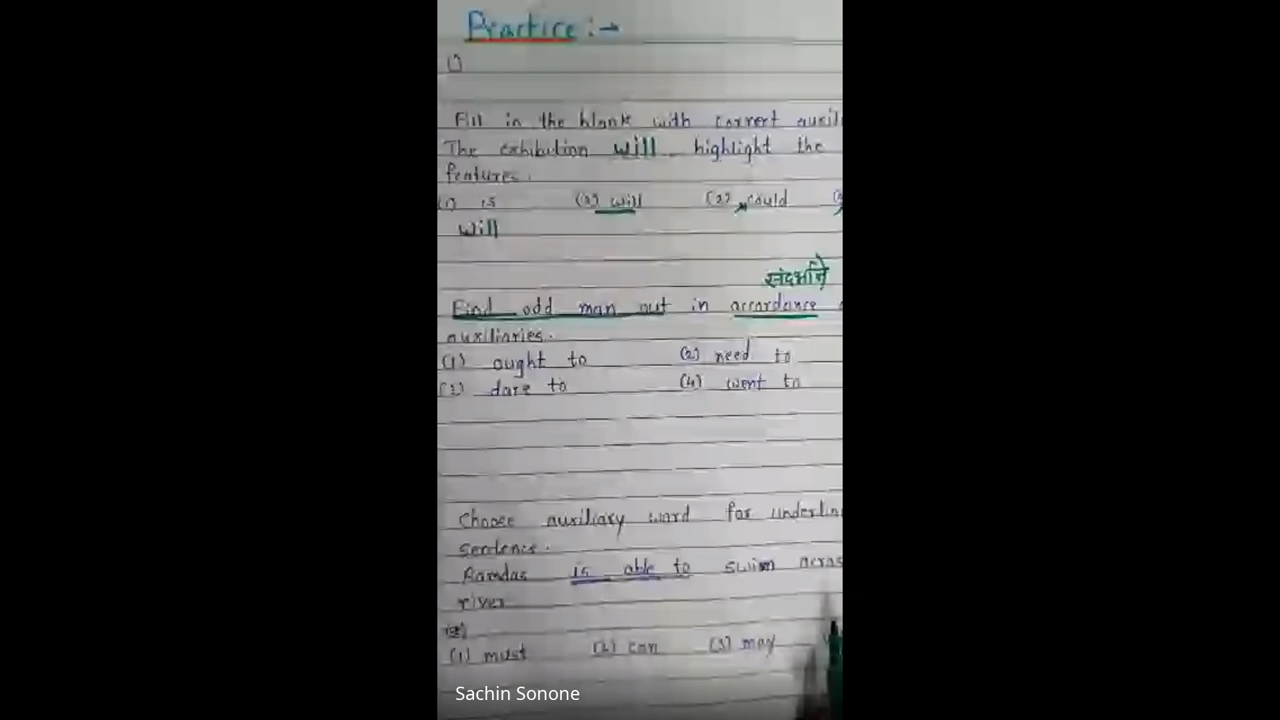 Practice :-
1)
Fill in the blank with correct auxil
The exhibution will highlight the
features.
(1) is (2) will (3) could
will
संदर्भाने
Find odd man out in accordance
auxiliaries.
(1) ought to (2) need to
(3) dare to (4) went to
Choose auxiliary word for underlin
sentence.
Ramdas is able to swim acros
river
(1) must (2) can (3) may
Sachin Sonone